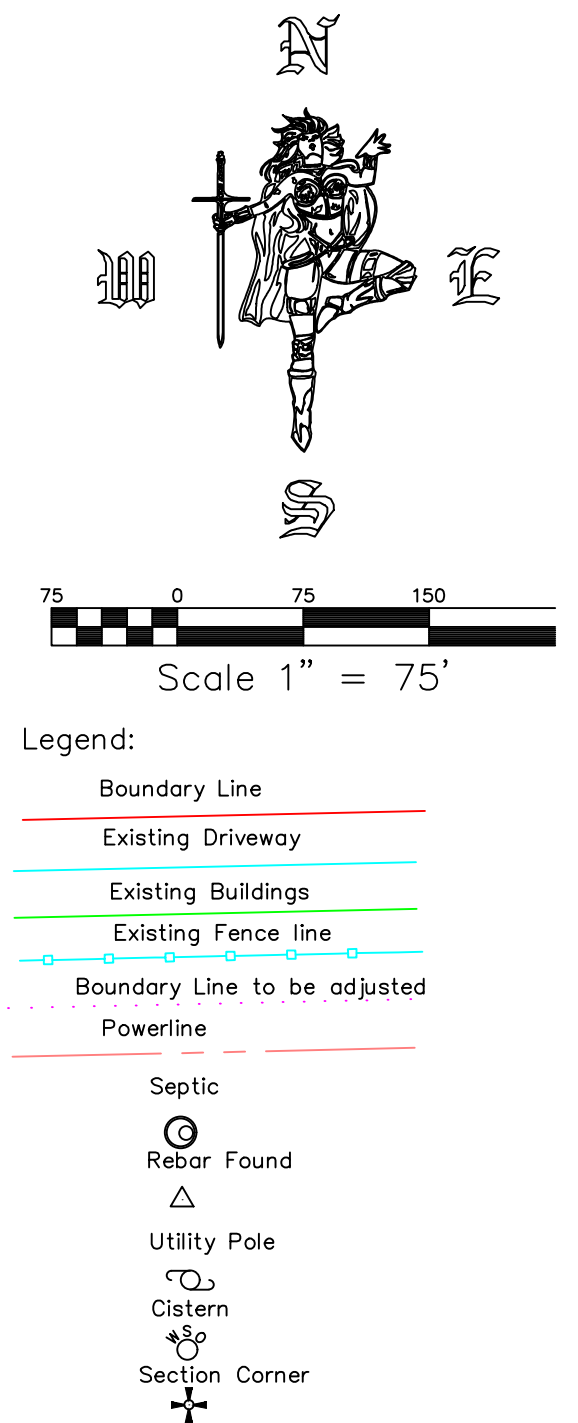 N
W E
S
75 0 75 150
Scale 1" = 75'
Legend:
Boundary Line
Existing Driveway
Existing Buildings
Existing Fence line
Boundary Line to be adjusted
Powerline
Septic
Rebar Found
Utility Pole
Cistern
WSO
Section Corner